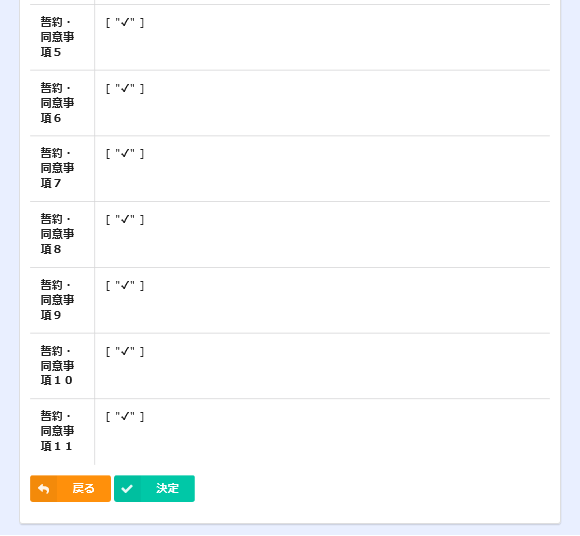 誓約・ [ "✓" ]
同意事
項５
誓約・ [ "✓" ]
同意事
項６
誓約・ [ "✓" ]
同意事
項７
誓約・ [ "✓" ]
同意事
項８
誓約・ [ "✓" ]
同意事
項９
誓約・ [ "✓" ]
同意事
項１０
誓約・ [ "✓" ]
同意事
項１１
戻る 決定